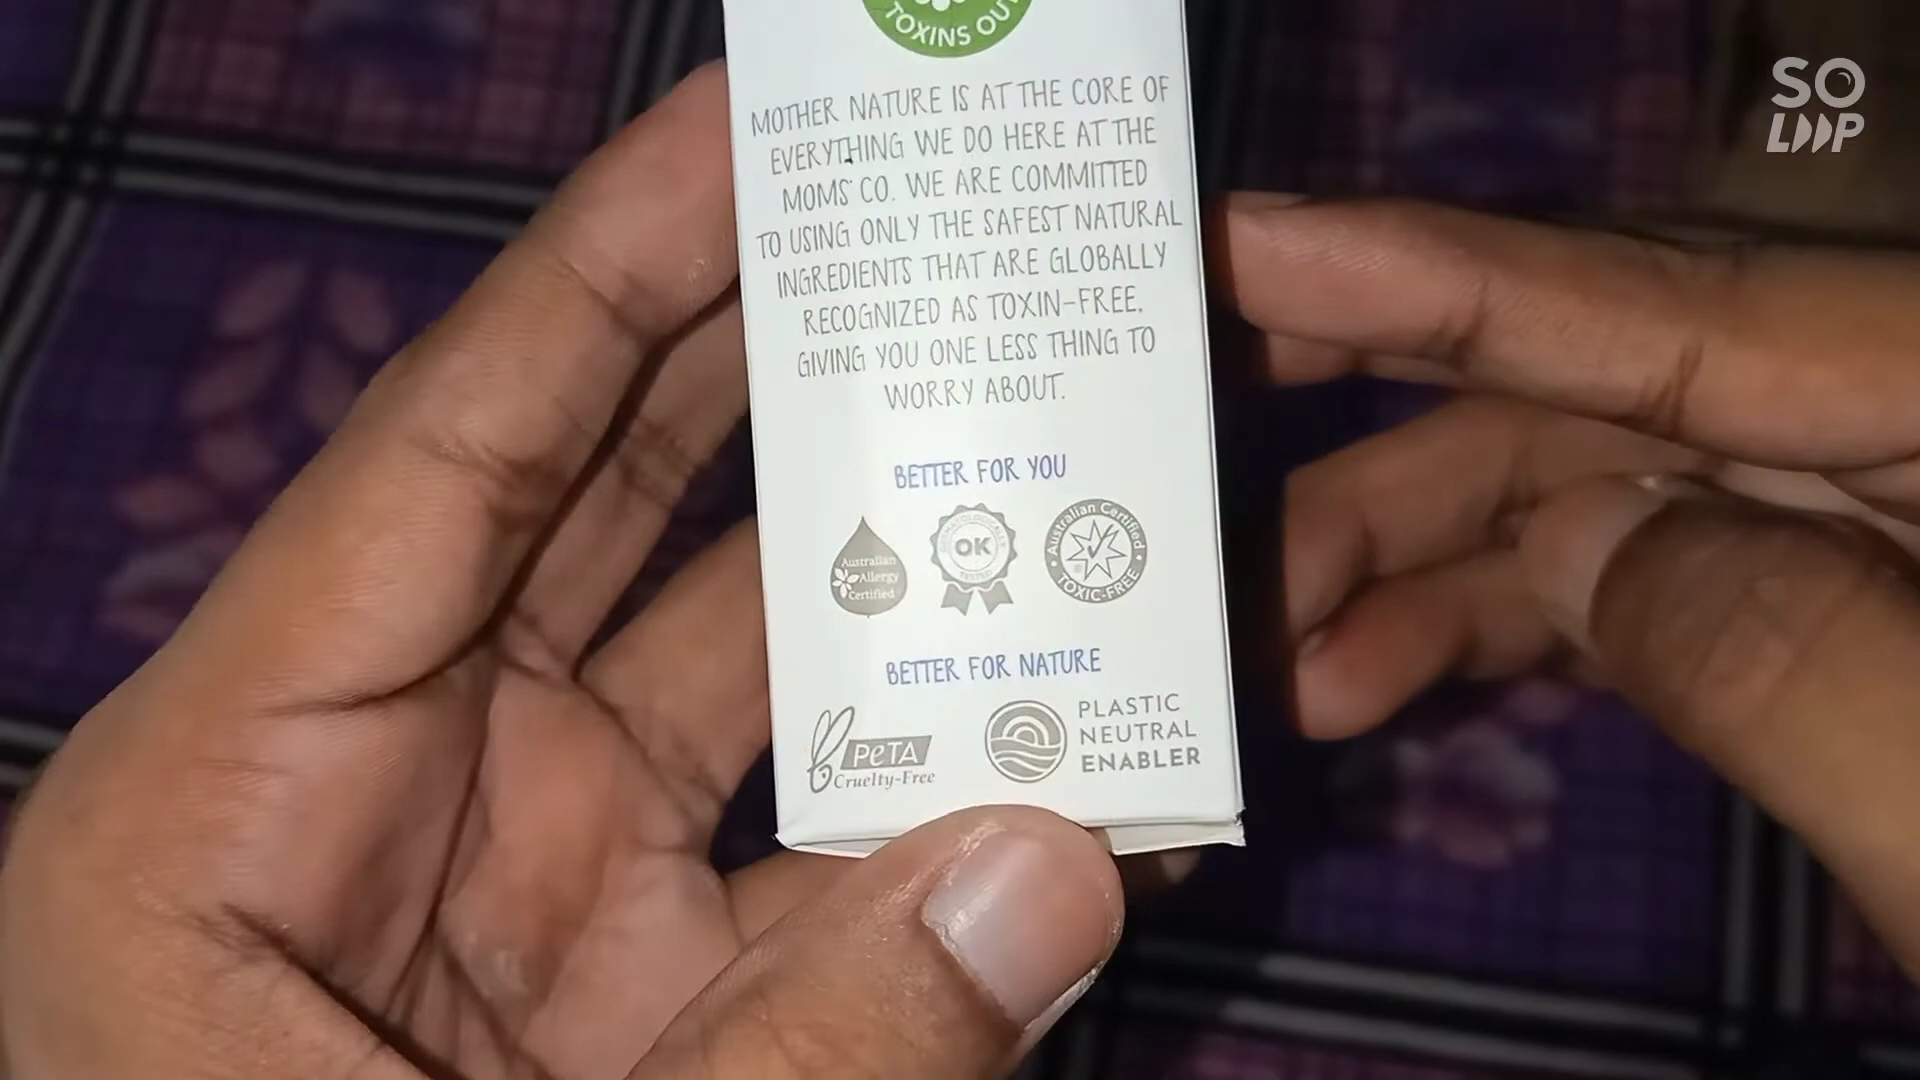 TOXINS OUT
MOTHER NATURE IS AT THE CORE OF
EVERYTHING WE DO HERE AT THE
MOMS' CO. WE ARE COMMITTED
TO USING ONLY THE SAFEST NATURAL
INGREDIENTS THAT ARE GLOBALLY
RECOGNIZED AS TOXIN-FREE,
GIVING YOU ONE LESS THING TO
WORRY ABOUT.
BETTER FOR YOU
Australian
Allergy
Certified
DERMATOLOGICALLY
OK
TESTED
Australian Certified
TOXIC-FREE
BETTER FOR NATURE
PeTA
Cruelty-Free
PLASTIC
NEUTRAL
ENABLER
SO
LOOP